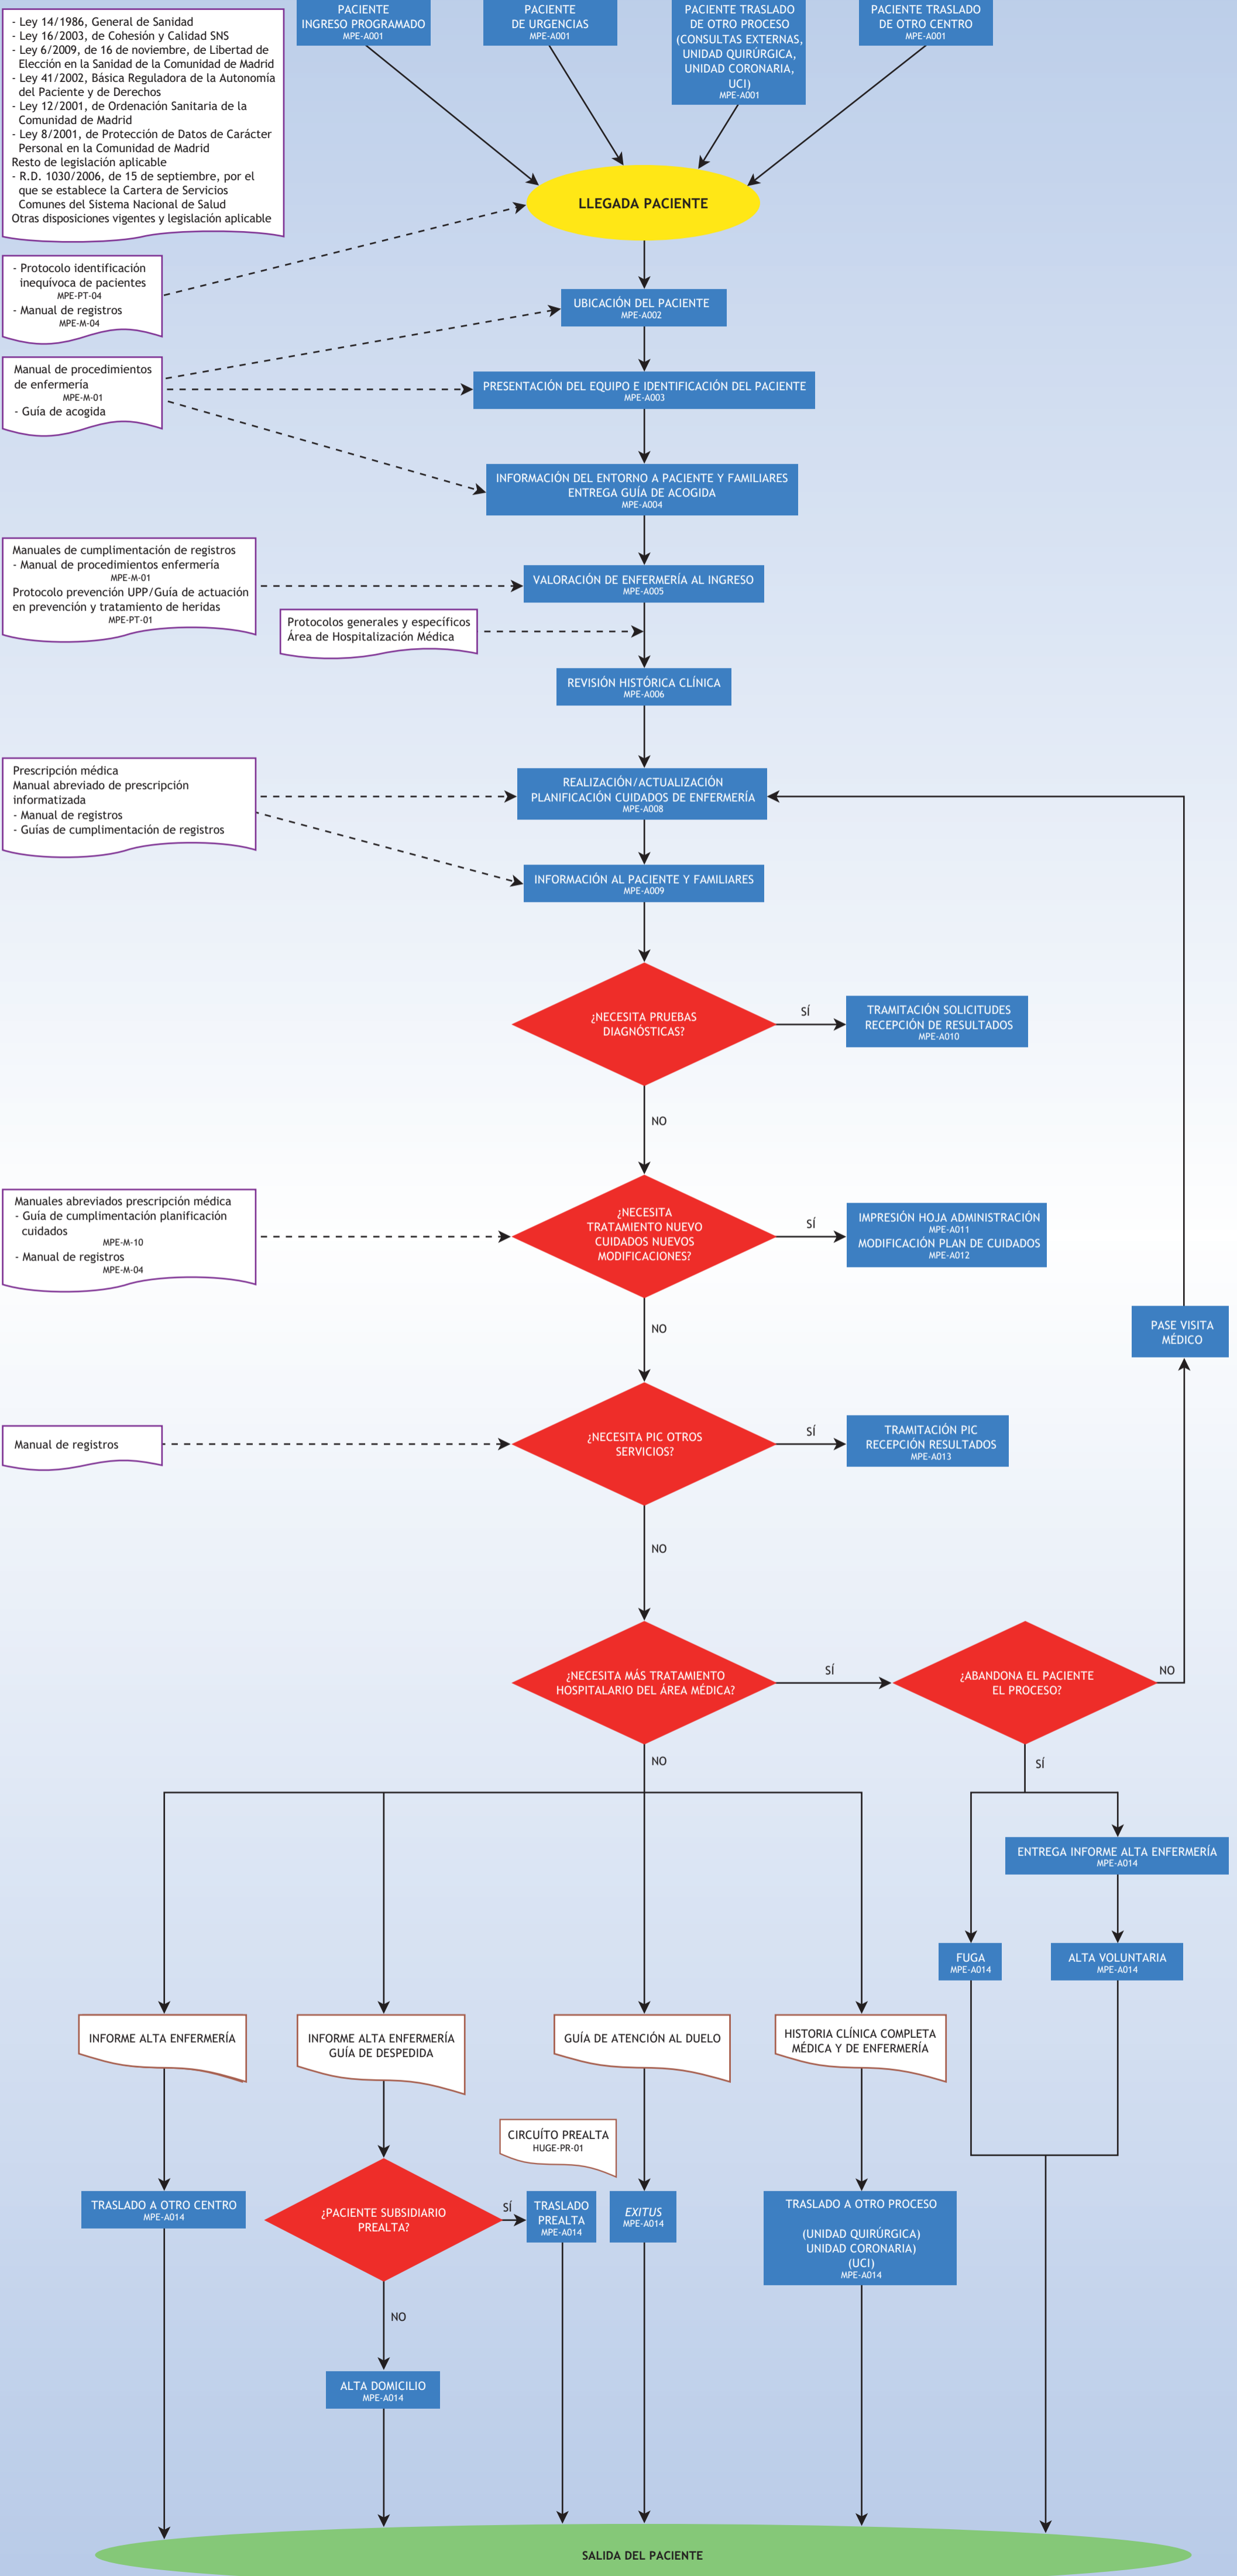 - Ley 14/1986, General de Sanidad
- Ley 16/2003, de Cohesión y Calidad SNS
- Ley 6/2009, de 16 de noviembre, de Libertad de
Elección en la Sanidad de la Comunidad de Madrid
- Ley 41/2002, Básica Reguladora de la Autonomía
del Paciente y de Derechos
- Ley 12/2001, de Ordenación Sanitaria de la
Comunidad de Madrid
- Ley 8/2001, de Protección de Datos de Carácter
Personal en la Comunidad de Madrid
Resto de legislación aplicable
- R.D. 1030/2006, de 15 de septiembre, por el
que se establece la Cartera de Servicios
Comunes del Sistema Nacional de Salud
Otras disposiciones vigentes y legislación aplicable
PACIENTE
INGRESO PROGRAMADO
MPE-A001
PACIENTE
DE URGENCIAS
MPE-A001
PACIENTE TRASLADO
DE OTRO PROCESO
(CONSULTAS EXTERNAS,
UNIDAD QUIRÚRGICA,
UNIDAD CORONARIA,
UCI)
MPE-A001
PACIENTE TRASLADO
DE OTRO CENTRO
MPE-A001
LLEGADA PACIENTE
- Protocolo identificación
inequívoca de pacientes
MPE-PT-04
- Manual de registros
MPE-M-04
UBICACIÓN DEL PACIENTE
MPE-A002
Manual de procedimientos
de enfermería
MPE-M-01
- Guía de acogida
PRESENTACIÓN DEL EQUIPO E IDENTIFICACIÓN DEL PACIENTE
MPE-A003
INFORMACIÓN DEL ENTORNO A PACIENTE Y FAMILIARES
ENTREGA GUÍA DE ACOGIDA
MPE-A004
Manuales de cumplimentación de registros
- Manual de procedimientos enfermería
MPE-M-01
Protocolo prevención UPP/Guía de actuación
en prevención y tratamiento de heridas
MPE-PT-01
VALORACIÓN DE ENFERMERÍA AL INGRESO
MPE-A005
Protocolos generales y específicos
Área de Hospitalización Médica
REVISIÓN HISTÓRICA CLÍNICA
MPE-A006
Prescripción médica
Manual abreviado de prescripción
informatizada
- Manual de registros
- Guías de cumplimentación de registros
REALIZACIÓN/ACTUALIZACIÓN
PLANIFICACIÓN CUIDADOS DE ENFERMERÍA
MPE-A008
INFORMACIÓN AL PACIENTE Y FAMILIARES
MPE-A009
¿NECESITA PRUEBAS
DIAGNÓSTICAS?
SÍ
TRAMITACIÓN SOLICITUDES
RECEPCIÓN DE RESULTADOS
MPE-A010
NO
Manuales abreviados prescripción médica
- Guía de cumplimentación planificación
cuidados
MPE-M-10
- Manual de registros
MPE-M-04
¿NECESITA
TRATAMIENTO NUEVO
CUIDADOS NUEVOS
MODIFICACIONES?
SÍ
IMPRESIÓN HOJA ADMINISTRACIÓN
MPE-A011
MODIFICACIÓN PLAN DE CUIDADOS
MPE-A012
NO
PASE VISITA
MÉDICO
Manual de registros
¿NECESITA PIC OTROS
SERVICIOS?
SÍ
TRAMITACIÓN PIC
RECEPCIÓN RESULTADOS
MPE-A013
NO
¿NECESITA MÁS TRATAMIENTO
HOSPITALARIO DEL ÁREA MÉDICA?
SÍ
¿ABANDONA EL PACIENTE
EL PROCESO?
NO
NO
SÍ
ENTREGA INFORME ALTA ENFERMERÍA
MPE-A014
FUGA
MPE-A014
ALTA VOLUNTARIA
MPE-A014
INFORME ALTA ENFERMERÍA
INFORME ALTA ENFERMERÍA
GUÍA DE DESPEDIDA
GUÍA DE ATENCIÓN AL DUELO
HISTORIA CLÍNICA COMPLETA
MÉDICA Y DE ENFERMERÍA
CIRCUÍTO PREALTA
HUGE-PR-01
TRASLADO A OTRO CENTRO
MPE-A014
¿PACIENTE SUBSIDIARIO
PREALTA?
SÍ
TRASLADO
PREALTA
MPE-A014
EXITUS
MPE-A014
TRASLADO A OTRO PROCESO
(UNIDAD QUIRÚRGICA)
UNIDAD CORONARIA)
(UCI)
MPE-A014
NO
ALTA DOMICILIO
MPE-A014
SALIDA DEL PACIENTE